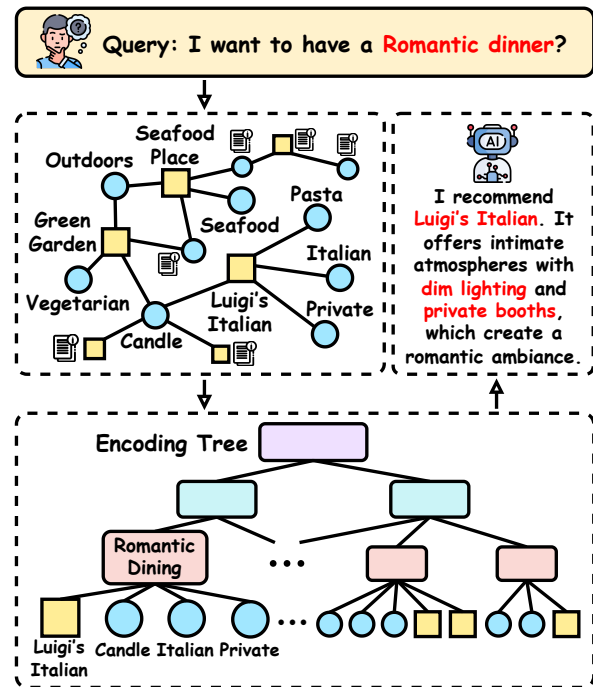 Query: I want to have a Romantic dinner?
Seafood
Place
Outdoors
Pasta
Green
Garden
Seafood
Italian
Vegetarian
Luigi's
Italian
Private
Candle
AI
I recommend
Luigi's Italian. It
offers intimate
atmospheres with
dim lighting and
private booths,
which create a
romantic ambiance.
Encoding Tree
Romantic
Dining
...
...
Luigi's
Italian
Candle
Italian
Private